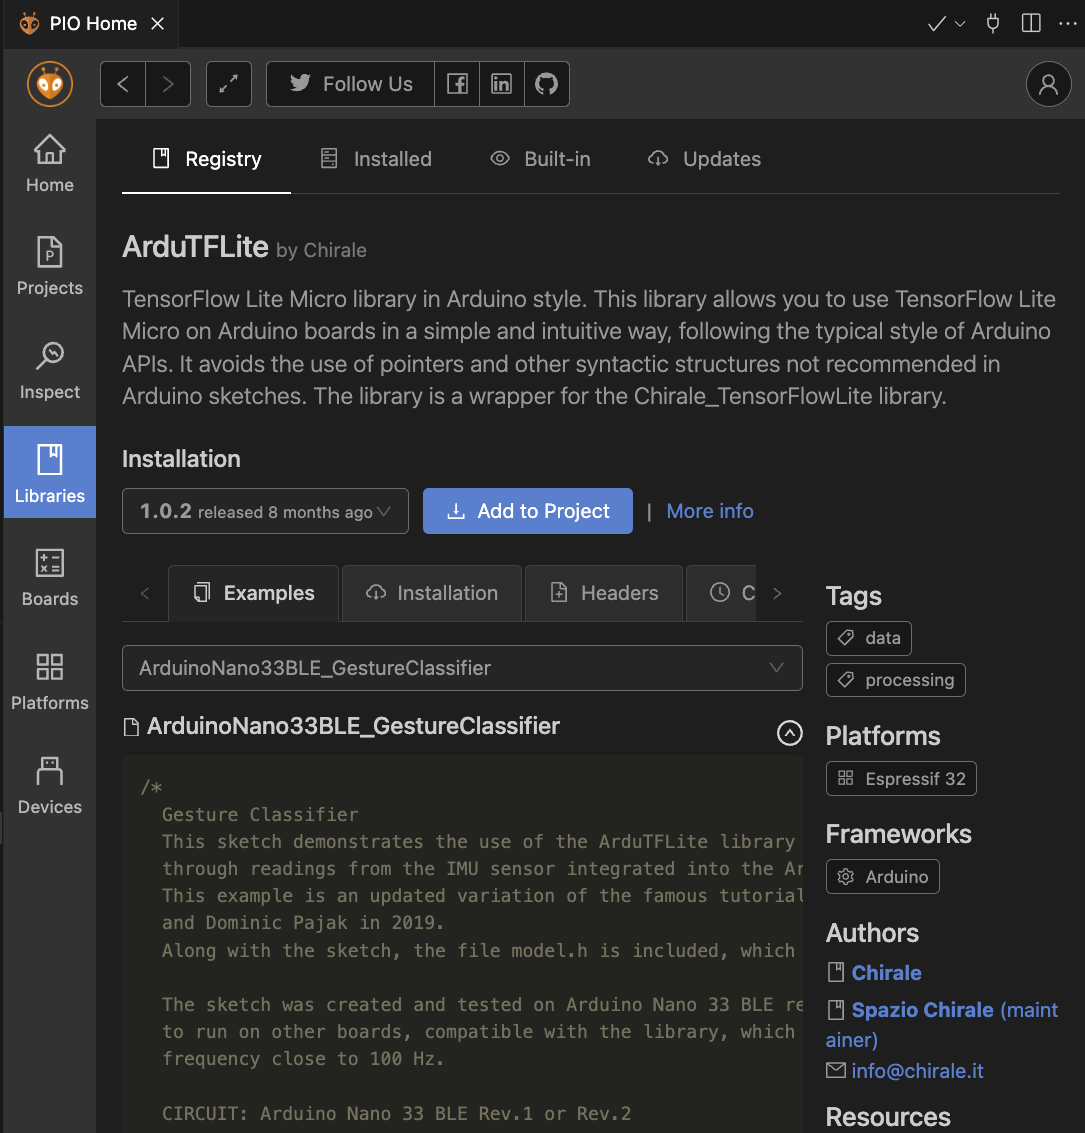 PIO Home
Follow Us
Home
Projects
Inspect
Libraries
Boards
Platforms
Devices
Registry
Installed
Built-in
Updates
ArduTFLite by Chirale
TensorFlow Lite Micro library in Arduino style. This library allows you to use TensorFlow Lite
Micro on Arduino boards in a simple and intuitive way, following the typical style of Arduino
APIs. It avoids the use of pointers and other syntactic structures not recommended in
Arduino sketches. The library is a wrapper for the Chirale_TensorFlowLite library.
Installation
1.0.2 released 8 months ago
Add to Project
| More info
Examples
Installation
Headers
C
ArduinoNano33BLE_GestureClassifier
ArduinoNano33BLE_GestureClassifier
/*
Gesture Classifier
This sketch demonstrates the use of the ArduTFLite library
through readings from the IMU sensor integrated into the Ar
This example is an updated variation of the famous tutorial
and Dominic Pajak in 2019.
Along with the sketch, the file model.h is included, which
The sketch was created and tested on Arduino Nano 33 BLE re
to run on other boards, compatible with the library, which
frequency close to 100 Hz.
CIRCUIT: Arduino Nano 33 BLE Rev.1 or Rev.2
Tags
data
processing
Platforms
Espressif 32
Frameworks
Arduino
Authors
Chirale
Spazio Chirale (maint
ainer)
info@chirale.it
Resources